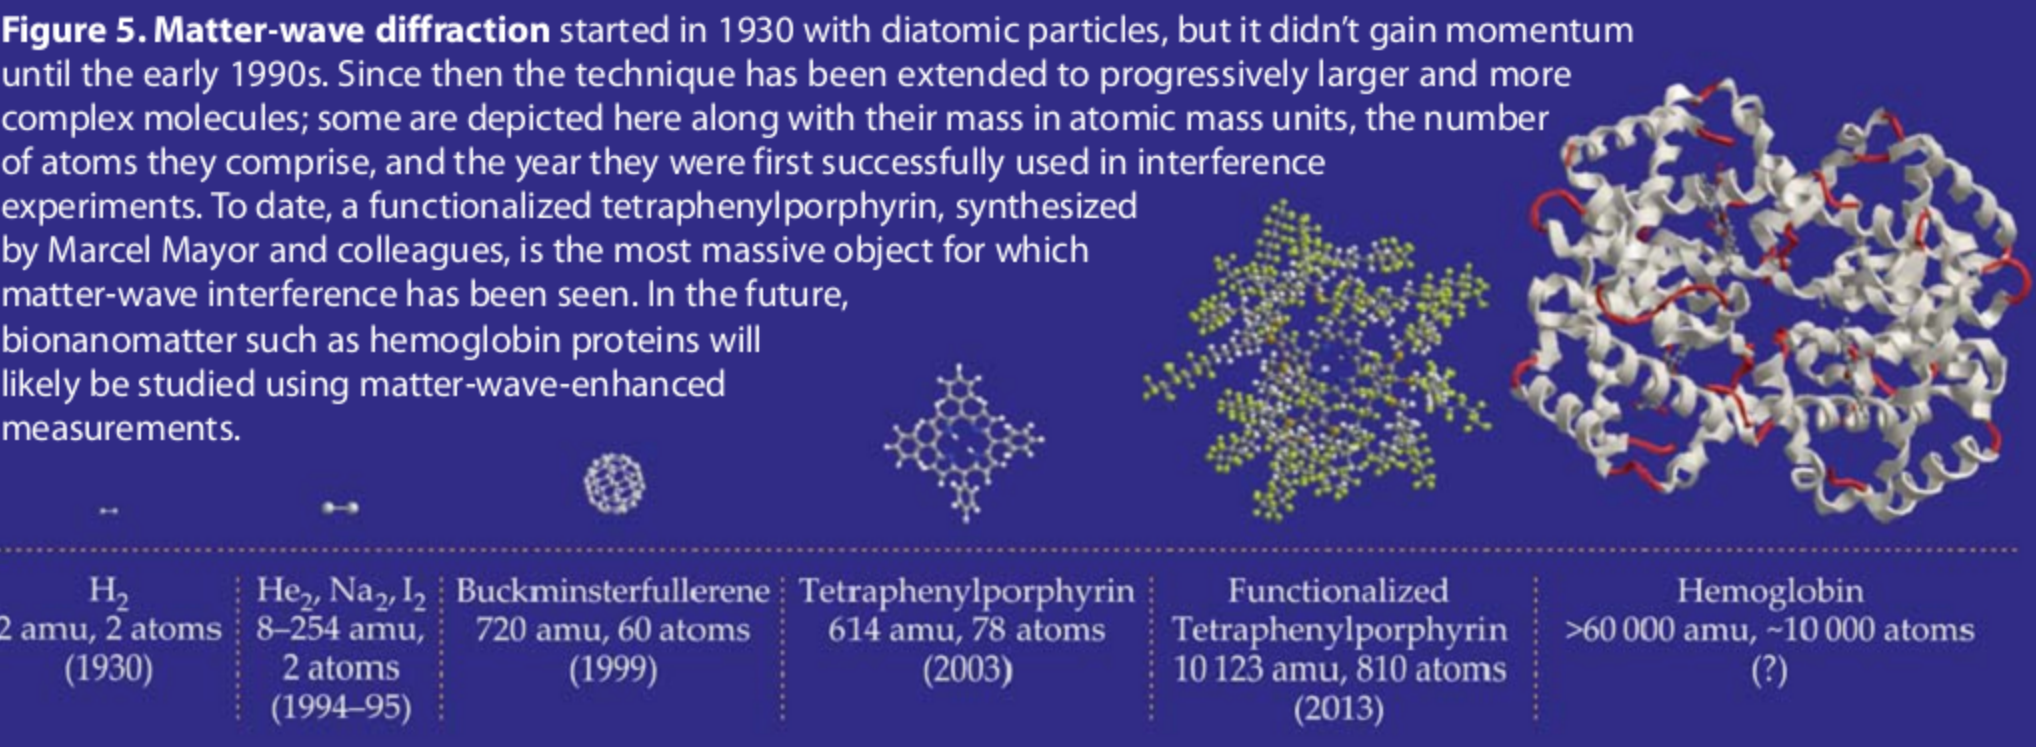 Figure 5. Matter-wave diffraction started in 1930 with diatomic particles, but it didn't gain momentum
until the early 1990s. Since then the technique has been extended to progressively larger and more
complex molecules; some are depicted here along with their mass in atomic mass units, the number
of atoms they comprise, and the year they were first successfully used in interference
experiments. To date, a functionalized tetraphenylporphyrin, synthesized
by Marcel Mayor and colleagues, is the most massive object for which
matter-wave interference has been seen. In the future,
bionanomatter such as hemoglobin proteins will
likely be studied using matter-wave-enhanced
measurements.
H₂
2 amu, 2 atoms
(1930)
He₂, Na₂, I₂
8–254 amu,
2 atoms
(1994–95)
Buckminsterfullerene
720 amu, 60 atoms
(1999)
Tetraphenylporphyrin
614 amu, 78 atoms
(2003)
Functionalized
Tetraphenylporphyrin
10 123 amu, 810 atoms
(2013)
Hemoglobin
>60 000 amu, ~10 000 atoms
(?)